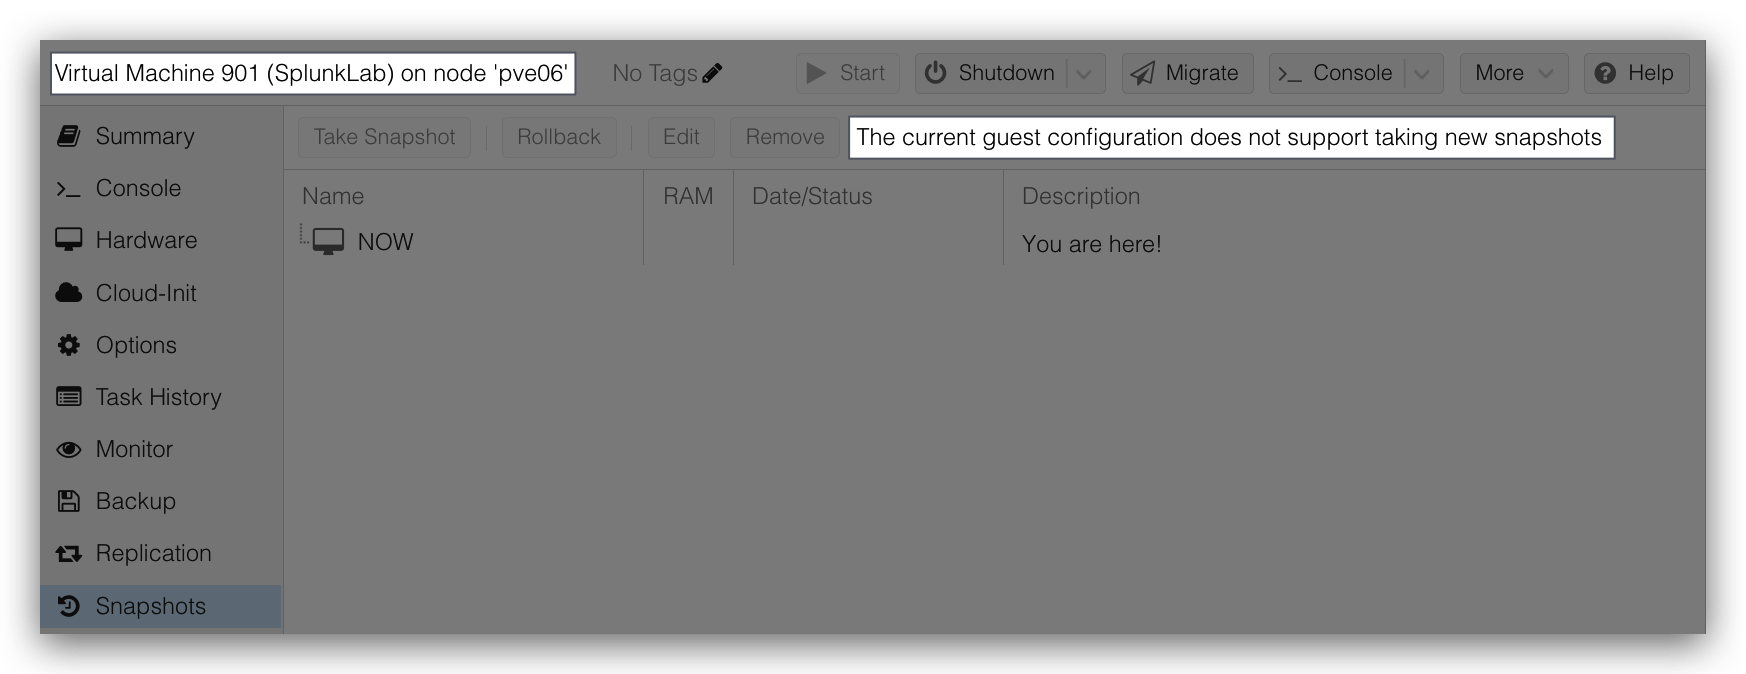 Virtual Machine 901 (SplunkLab) on node 'pve06' No Tags Start Shutdown Migrate >_ Console More Help
Summary
>_ Console
Hardware
Cloud-Init
Options
Task History
Monitor
Backup
Replication
Snapshots
Take Snapshot Rollback Edit Remove The current guest configuration does not support taking new snapshots
Name RAM Date/Status Description
NOW You are here!